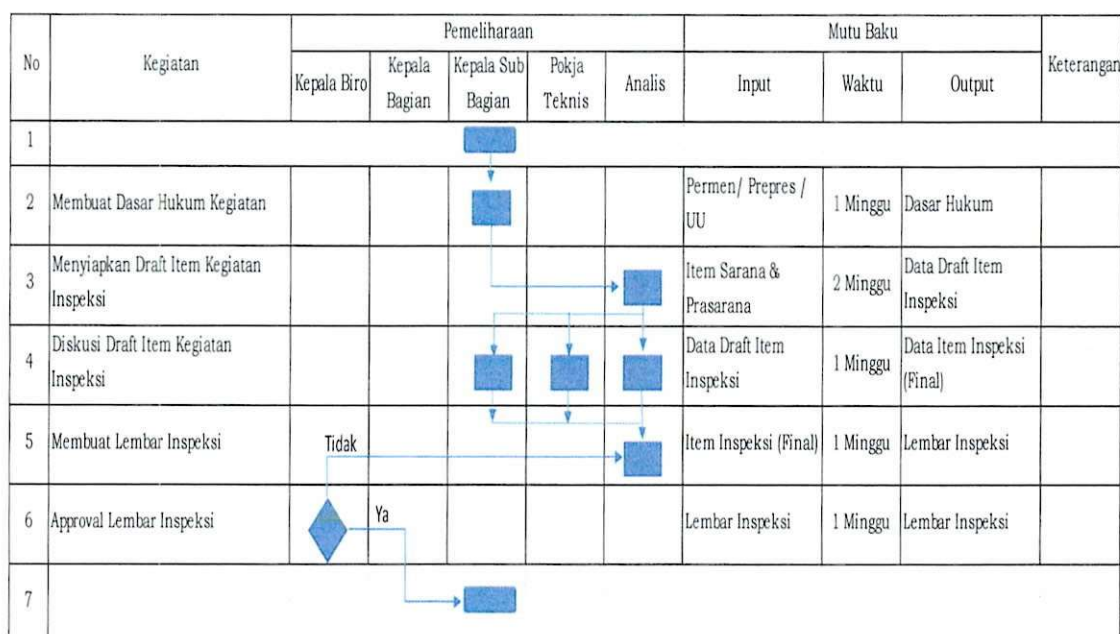 No Kegiatan Pemeliharaan Mutu Baku Keterangan
Kepala Biro Kepala Bagian Kepala Sub Bagian Pokja Teknis Analis Input Waktu Output
1
2 Membuat Dasar Hukum Kegiatan Permen/ Prepres / UU 1 Minggu Dasar Hukum
3 Menyiapkan Draft Item Kegiatan Inspeksi Item Sarana & Prasarana 2 Minggu Data Draft Item Inspeksi
4 Diskusi Draft Item Kegiatan Inspeksi Data Draft Item Inspeksi 1 Minggu Data Item Inspeksi (Final)
5 Membuat Lembar Inspeksi Tidak Item Inspeksi (Final) 1 Minggu Lembar Inspeksi
6 Approval Lembar Inspeksi Ya Lembar Inspeksi 1 Minggu Lembar Inspeksi
7